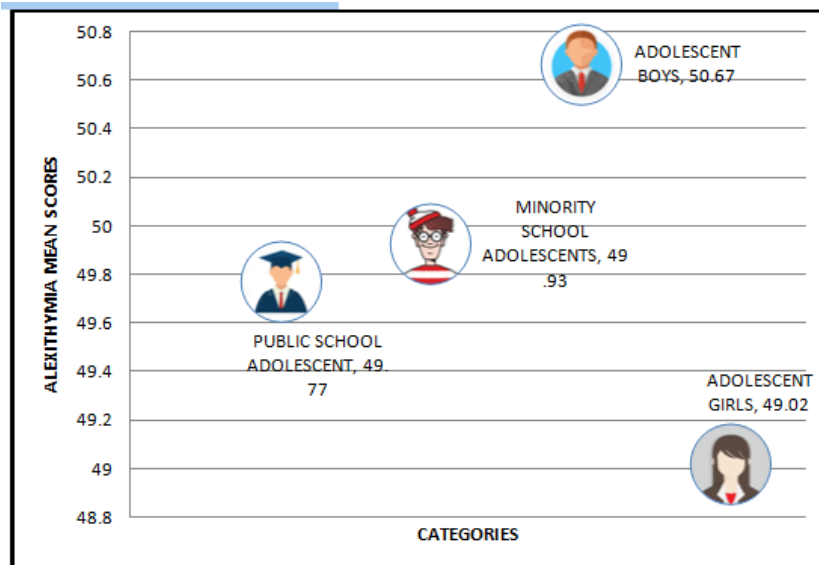 50.8
50.6
50.4
50.2
50
49.8
49.6
49.4
49.2
49
48.8
ALEXITHYMIA MEAN SCORES
ADOLESCENT
BOYS, 50.67
MINORITY
SCHOOL
ADOLESCENTS, 49
.93
PUBLIC SCHOOL
ADOLESCENT, 49.
77
ADOLESCENT
GIRLS, 49.02
CATEGORIES